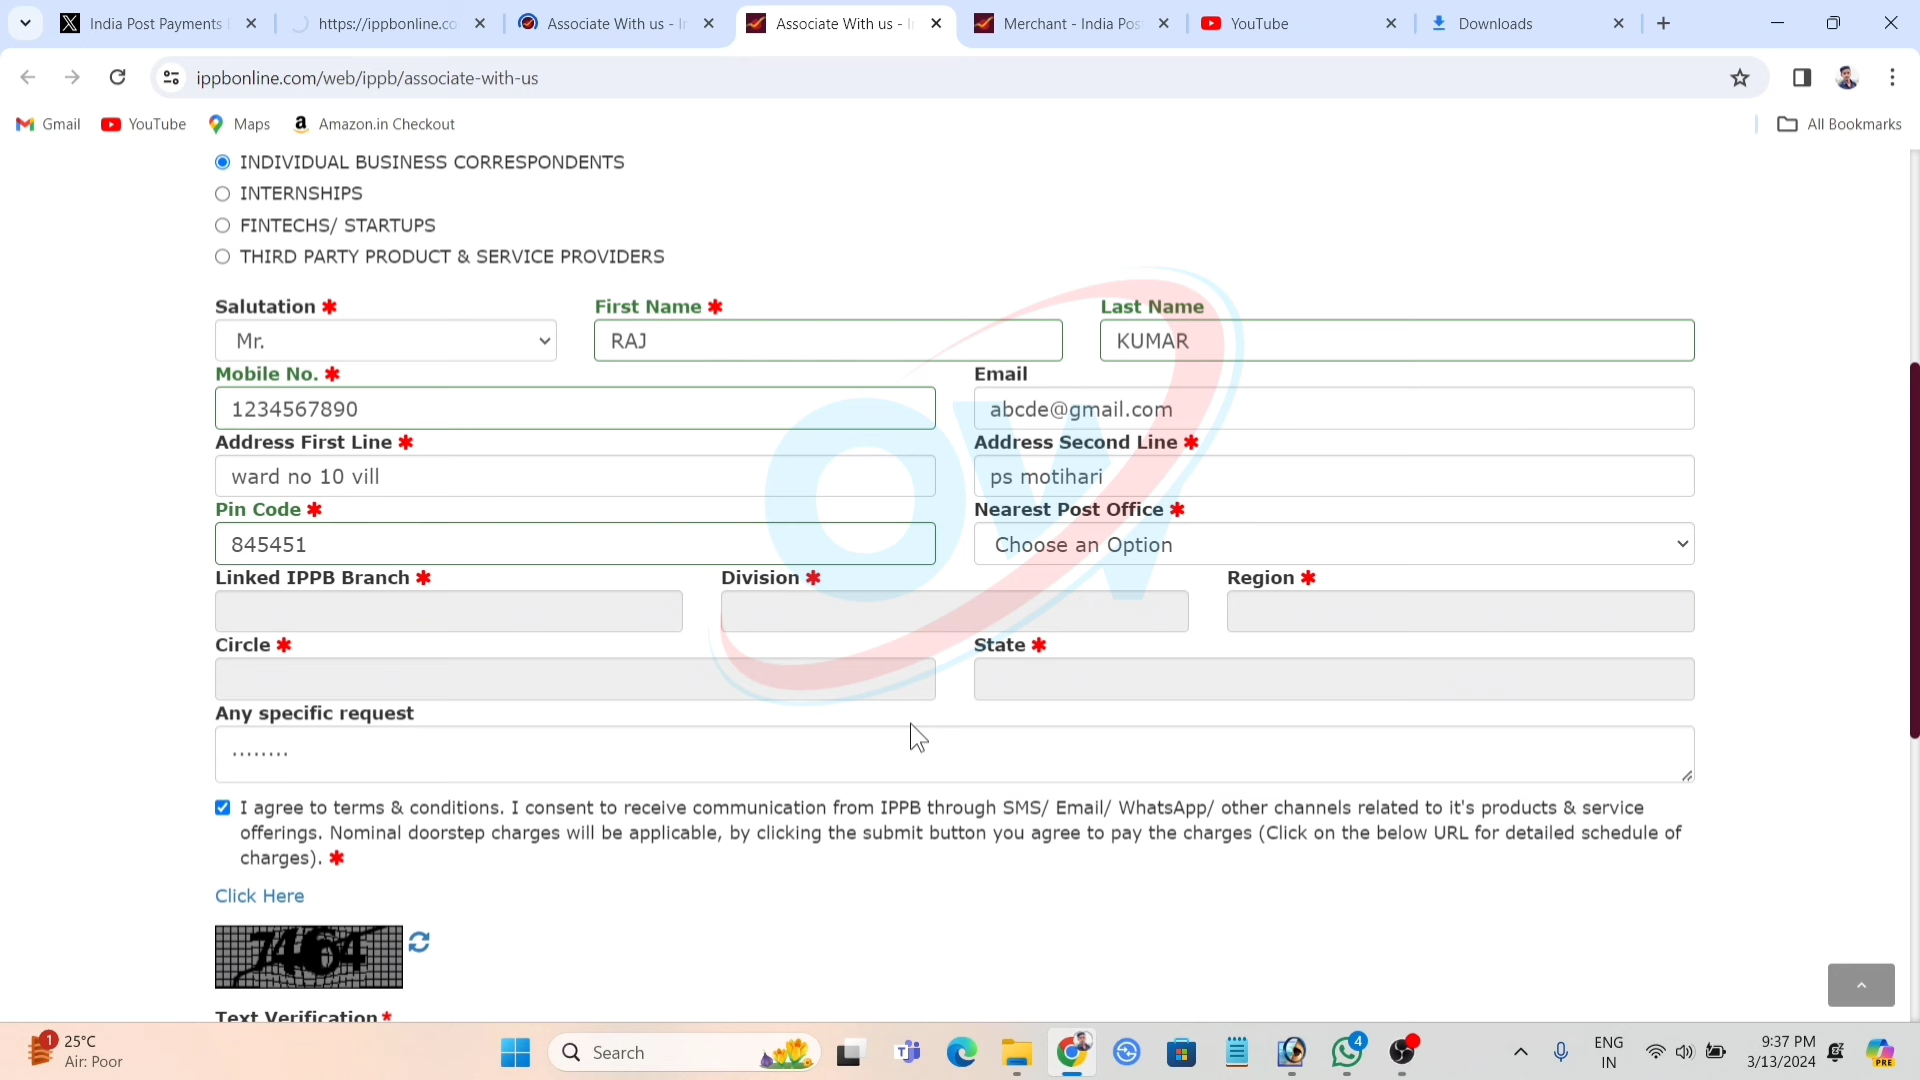 India Post Payments
https://ippbonline.co
Associate With us - I
Associate With us - I
Merchant - India Pos
YouTube
Downloads
ippbonline.com/web/ippb/associate-with-us
Gmail
YouTube
Maps
Amazon.in Checkout
All Bookmarks
INDIVIDUAL BUSINESS CORRESPONDENTS
INTERNSHIPS
FINTECHS/ STARTUPS
THIRD PARTY PRODUCT & SERVICE PROVIDERS
Salutation * First Name * Last Name
Mr. RAJ KUMAR
Mobile No. * Email
1234567890 abcde@gmail.com
Address First Line * Address Second Line *
ward no 10 vill ps motihari
Pin Code * Nearest Post Office *
845451 Choose an Option
Linked IPPB Branch * Division * Region *
Circle * State *
Any specific request
........
I agree to terms & conditions. I consent to receive communication from IPPB through SMS/ Email/ WhatsApp/ other channels related to it's products & service
offerings. Nominal doorstep charges will be applicable, by clicking the submit button you agree to pay the charges (Click on the below URL for detailed schedule of
charges). *
Click Here
Text Verification *
1 25°C
Air: Poor
Search
4
ENG
IN
9:37 PM
3/13/2024
PRE
OW